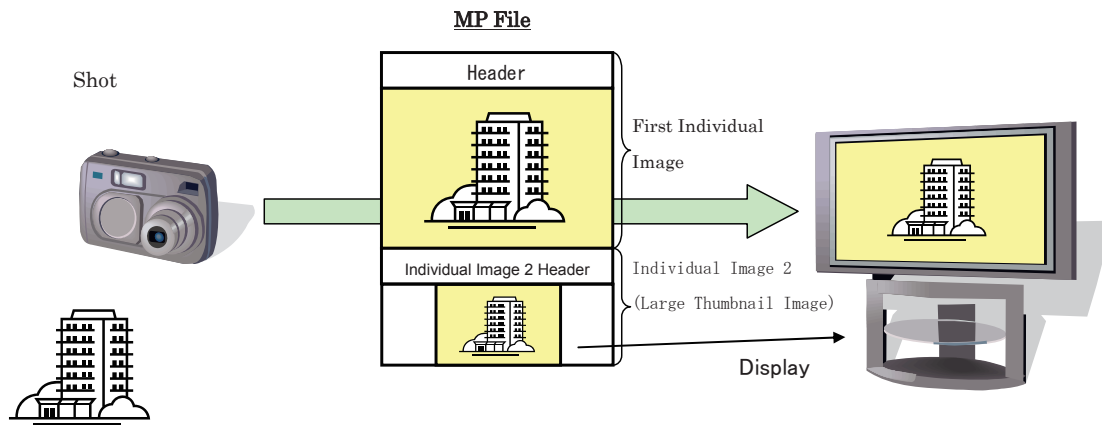 MP File
Shot
Header
First Individual
Image
Individual Image 2 Header
Individual Image 2
(Large Thumbnail Image)
Display